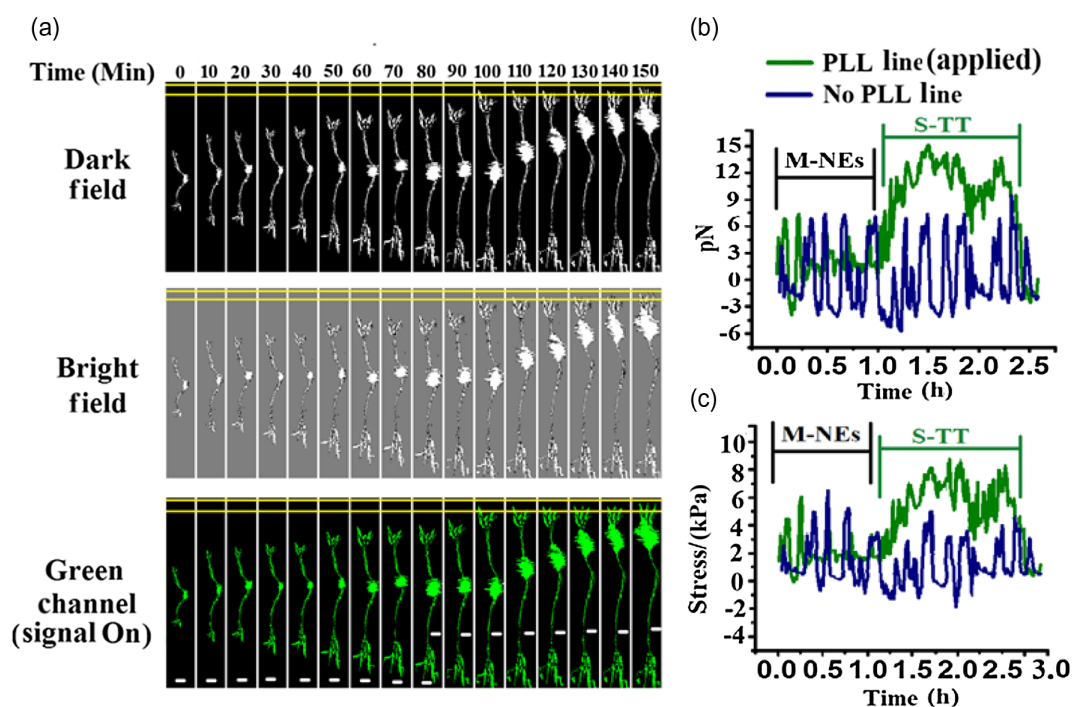 (a)
Time (Min) 0 10 20 30 40 50 60 70 80 90 100 110 120 130 140 150
Dark
field
Bright
field
Green
channel
(signal On)
(b)
PLL line (applied)
No PLL line
S-TT
M-NEs
15
12
9
6
3
0
-3
-6
pN
0.0 0.5 1.0 1.5 2.0 2.5
Time (h)
(c)
M-NEs
S-TT
10
8
6
4
2
0
-2
-4
Stress/(kPa)
0.0 0.5 1.0 1.5 2.0 2.5 3.0
Time (h)